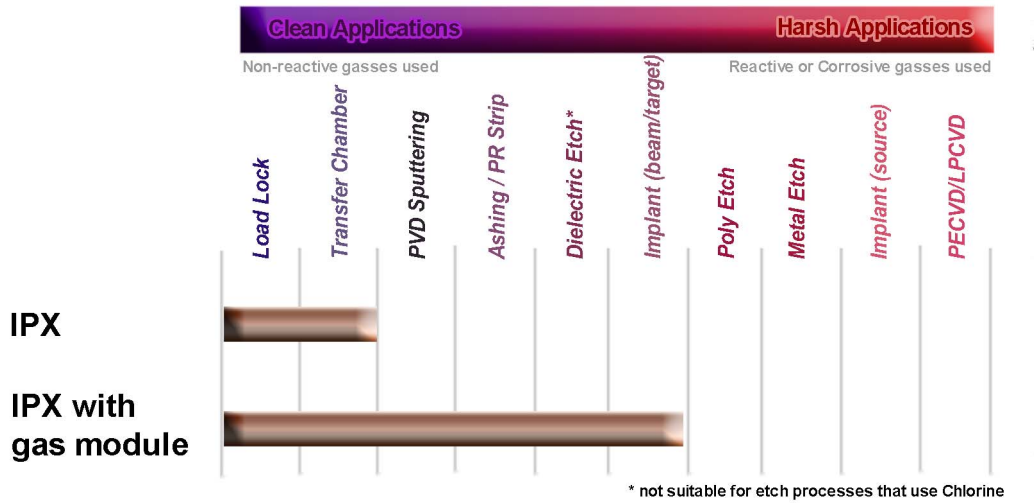 Clean Applications
Harsh Applications
Non-reactive gasses used
Reactive or Corrosive gasses used
Load Lock
Transfer Chamber
PVD Sputtering
Ashing / PR Strip
Dielectric Etch*
Implant (beam/target)
Poly Etch
Metal Etch
Implant (source)
PECVD/LPCVD
IPX
IPX with
gas module
* not suitable for etch processes that use Chlorine